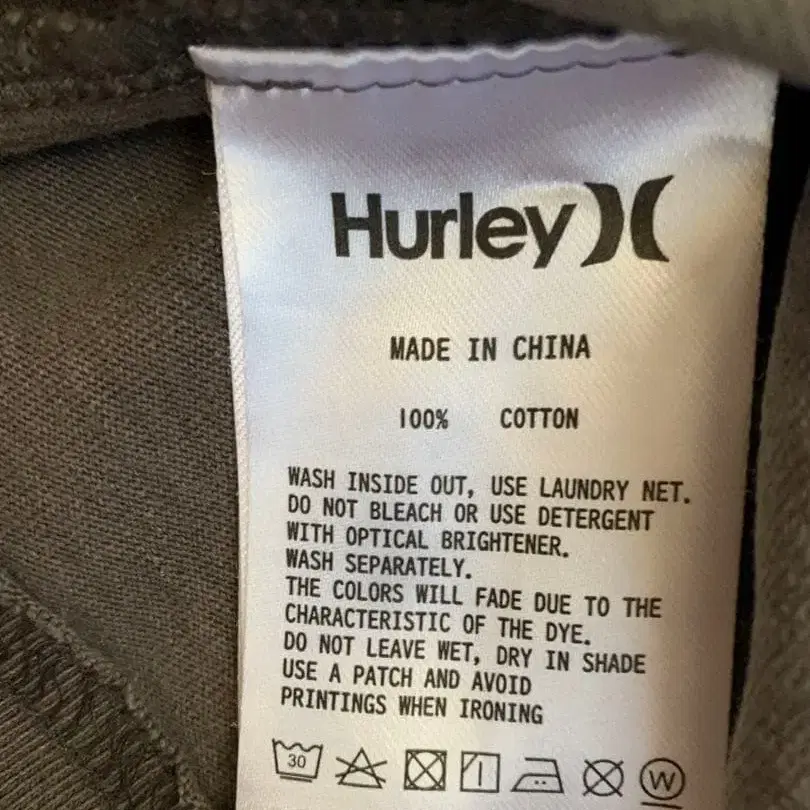 Hurley
MADE IN CHINA
100% COTTON
WASH INSIDE OUT, USE LAUNDRY NET.
DO NOT BLEACH OR USE DETERGENT
WITH OPTICAL BRIGHTENER.
WASH SEPARATELY.
THE COLORS WILL FADE DUE TO THE
CHARACTERISTIC OF THE DYE.
DO NOT LEAVE WET, DRY IN SHADE
USE A PATCH AND AVOID
PRINTINGS WHEN IRONING
30 W